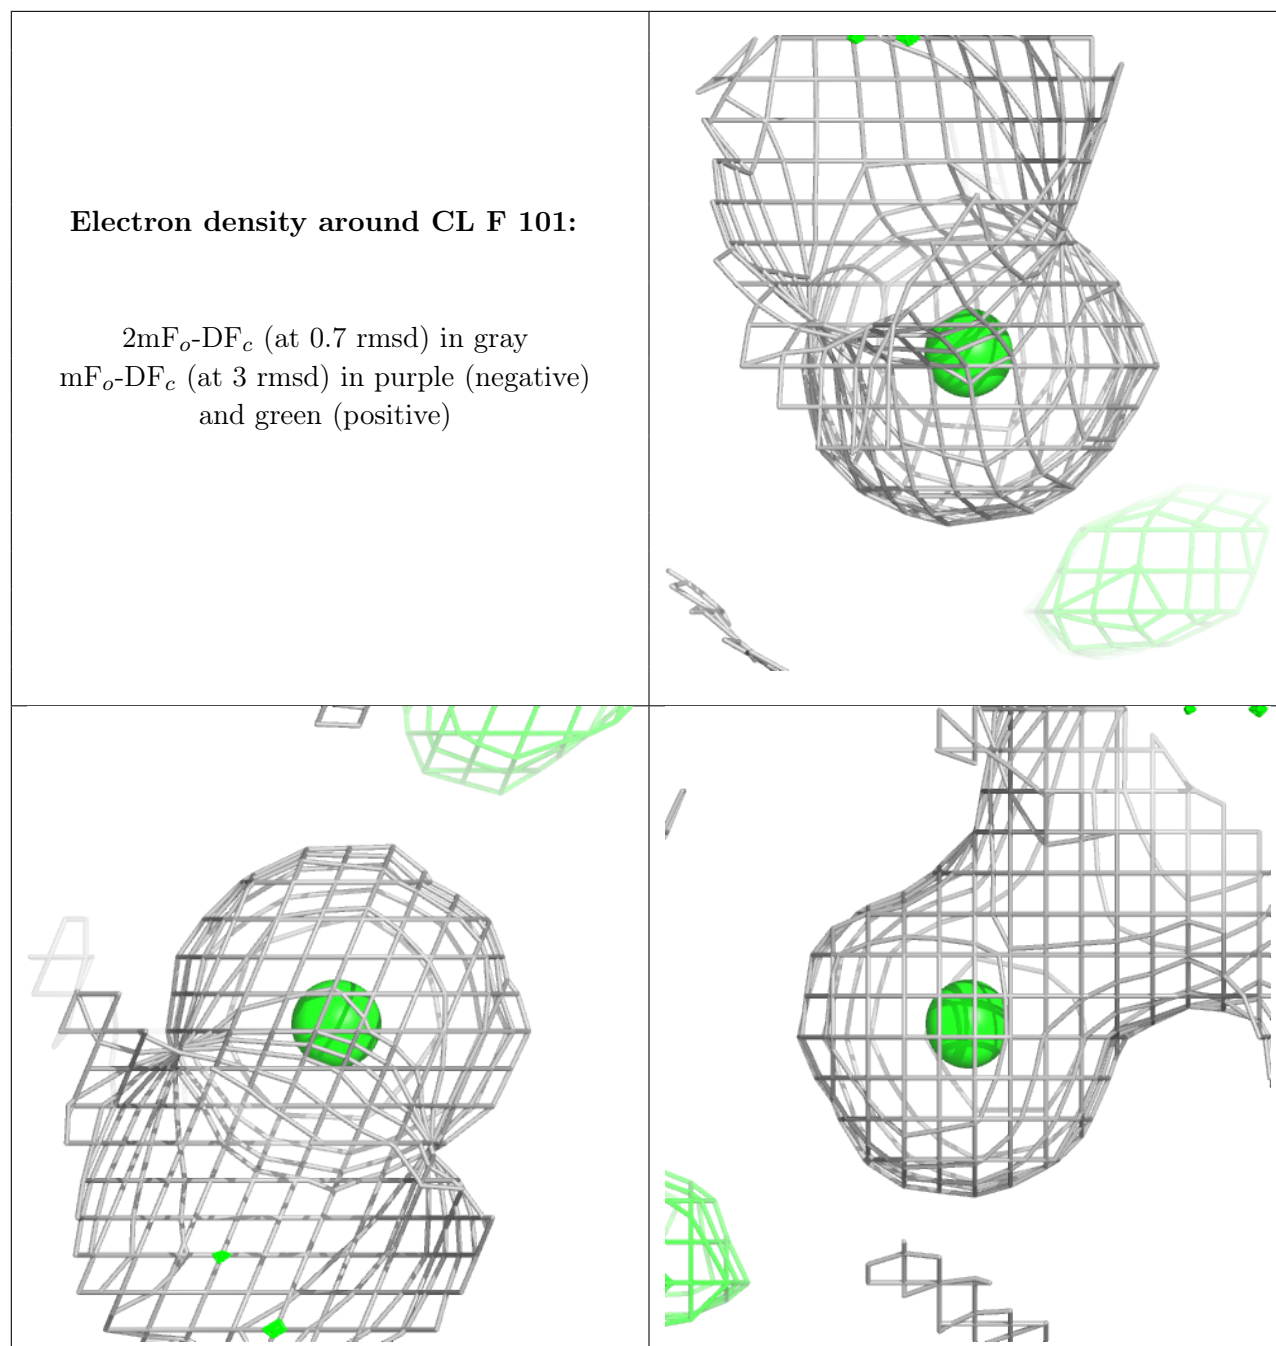 Electron density around CL F 101:
2mFo-DFc (at 0.7 rmsd) in gray
mFo-DFc (at 3 rmsd) in purple (negative)
and green (positive)